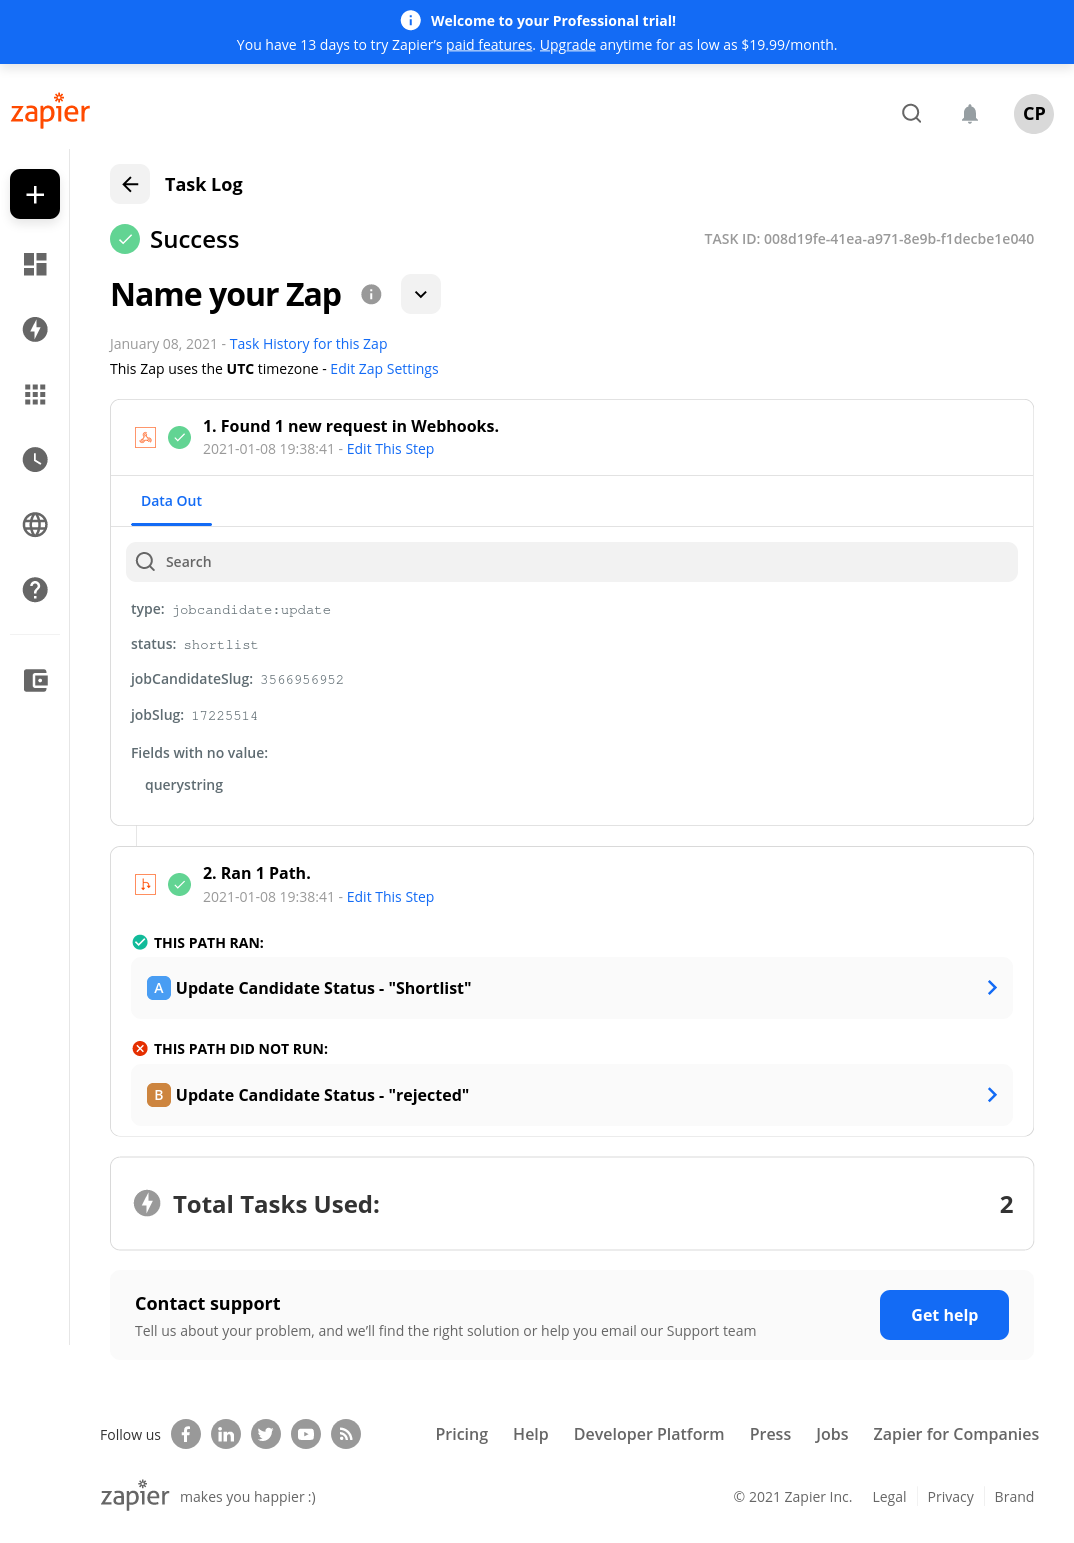 Welcome to your Professional trial!
You have 13 days to try Zapier's paid features. Upgrade anytime for as low as $19.99/month.
zapier
CP
Task Log
Success
TASK ID: 008d19fe-41ea-a971-8e9b-f1decbe1e040
Name your Zap
January 08, 2021 - Task History for this Zap
This Zap uses the UTC timezone - Edit Zap Settings
1. Found 1 new request in Webhooks.
2021-01-08 19:38:41 - Edit This Step
Data Out
Search
type: jobcandidate:update
status: shortlist
jobCandidateSlug: 3566956952
jobSlug: 17225514
Fields with no value:
querystring
2. Ran 1 Path.
2021-01-08 19:38:41 - Edit This Step
THIS PATH RAN:
A Update Candidate Status - "Shortlist"
THIS PATH DID NOT RUN:
B Update Candidate Status - "rejected"
Total Tasks Used: 2
Contact support
Tell us about your problem, and we'll find the right solution or help you email our Support team
Get help
Follow us
Pricing Help Developer Platform Press Jobs Zapier for Companies
zapier makes you happier :)
© 2021 Zapier Inc. Legal Privacy Brand